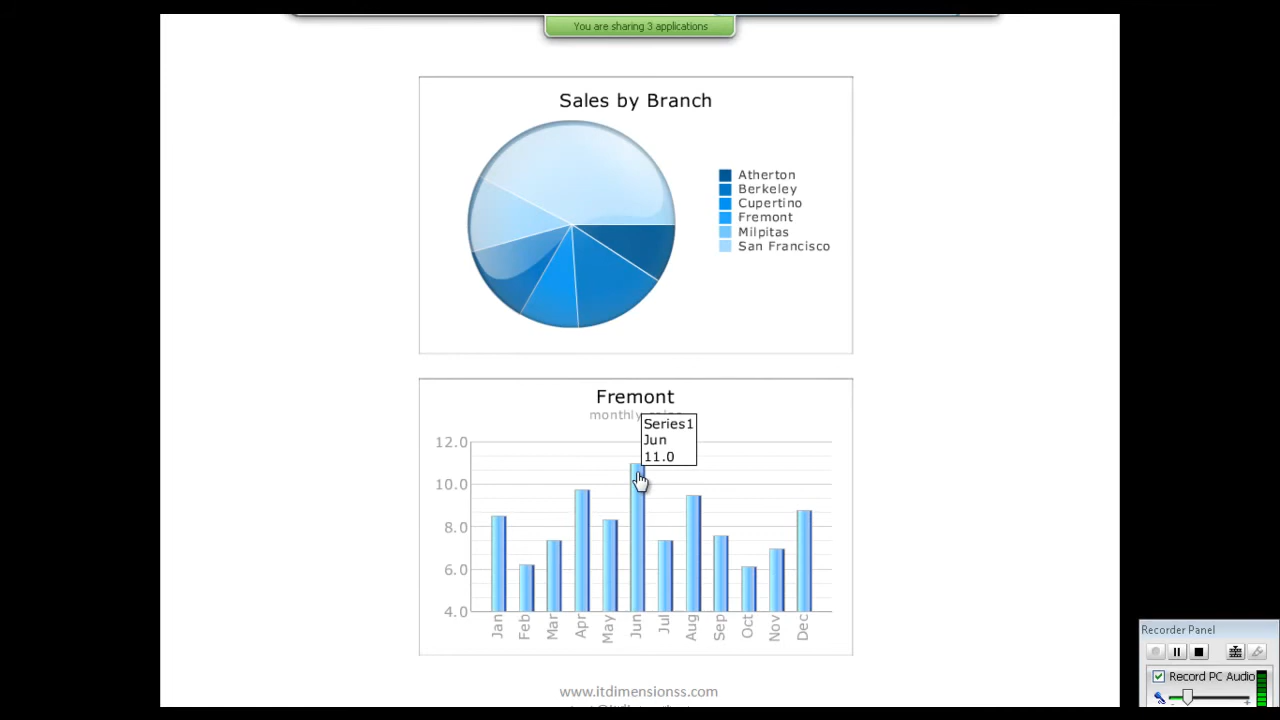 You are sharing 3 applications
Sales by Branch
Atherton
Berkeley
Cupertino
Fremont
Milpitas
San Francisco
Fremont
monthly
Series1
Jun
11.0
12.0
10.0
8.0
6.0
4.0
Jan Feb Mar Apr May Jun Jul Aug Sep Oct Nov Dec
www.itdimensionss.com
Recorder Panel
Record PC Audio